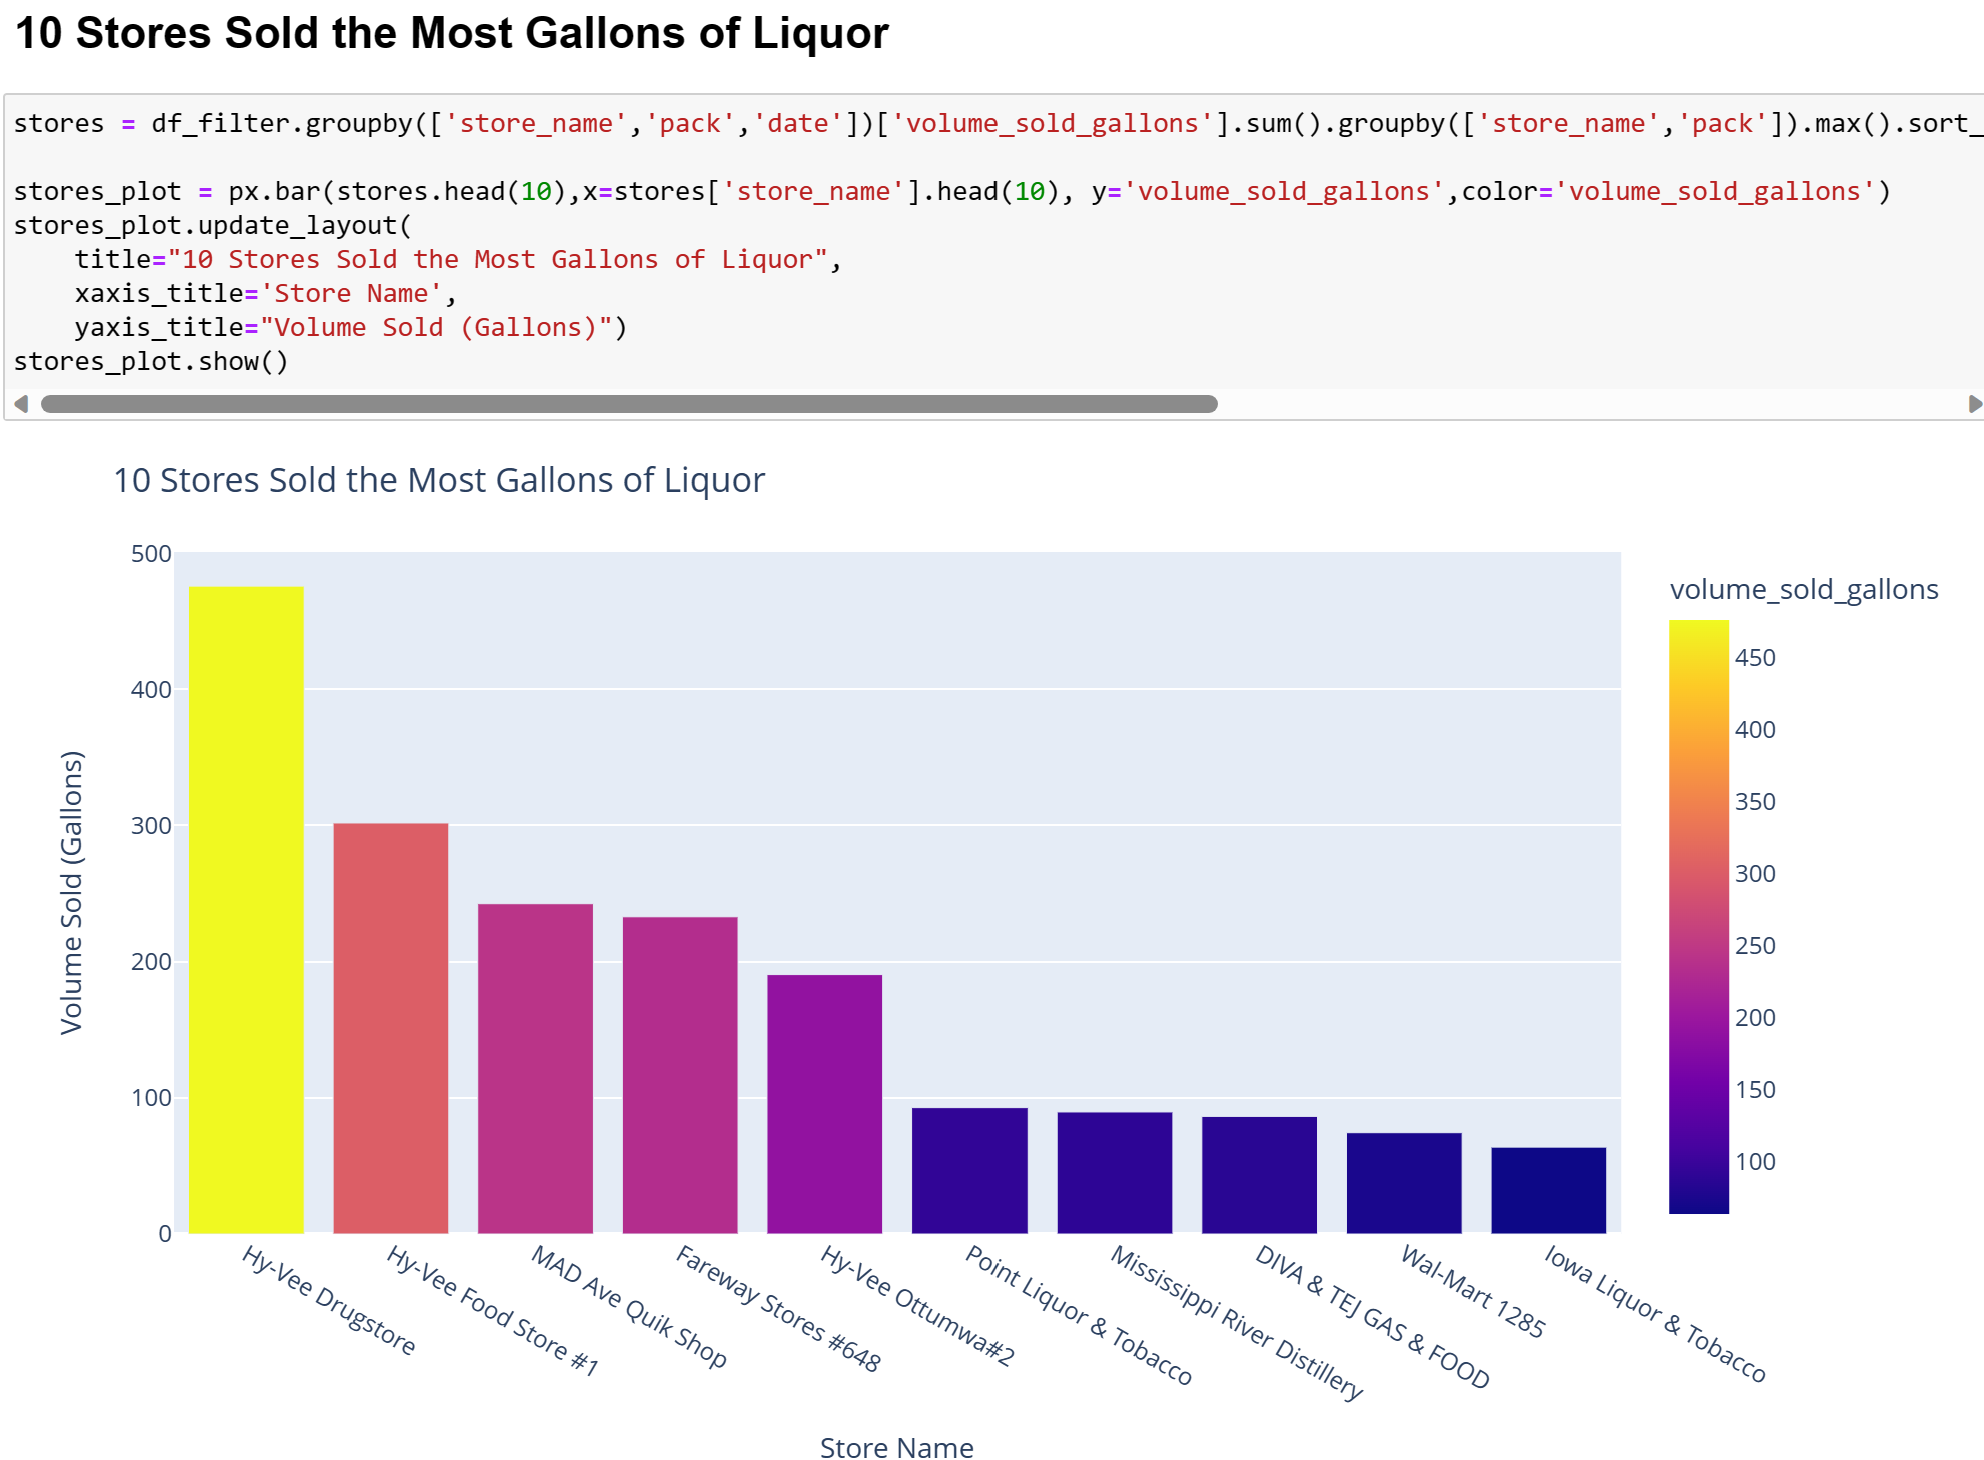 10 Stores Sold the Most Gallons of Liquor
stores = df_filter.groupby(['store_name','pack','date'])['volume_sold_gallons'].sum().groupby(['store_name','pack']).max().sort_
stores_plot = px.bar(stores.head(10),x=stores['store_name'].head(10), y='volume_sold_gallons',color='volume_sold_gallons')
stores_plot.update_layout(
    title="10 Stores Sold the Most Gallons of Liquor",
    xaxis_title='Store Name',
    yaxis_title="Volume Sold (Gallons)")
stores_plot.show()
10 Stores Sold the Most Gallons of Liquor
Volume Sold (Gallons)
500
400
300
200
100
0
Hy-Vee Drugstore
Hy-Vee Food Store #1
MAD Ave Quik Shop
Fareway Stores #648
Hy-Vee Ottumwa#2
Point Liquor & Tobacco
Mississippi River Distillery
DIVA & TEJ GAS & FOOD
Wal-Mart 1285
Iowa Liquor & Tobacco
Store Name
volume_sold_gallons
450
400
350
300
250
200
150
100